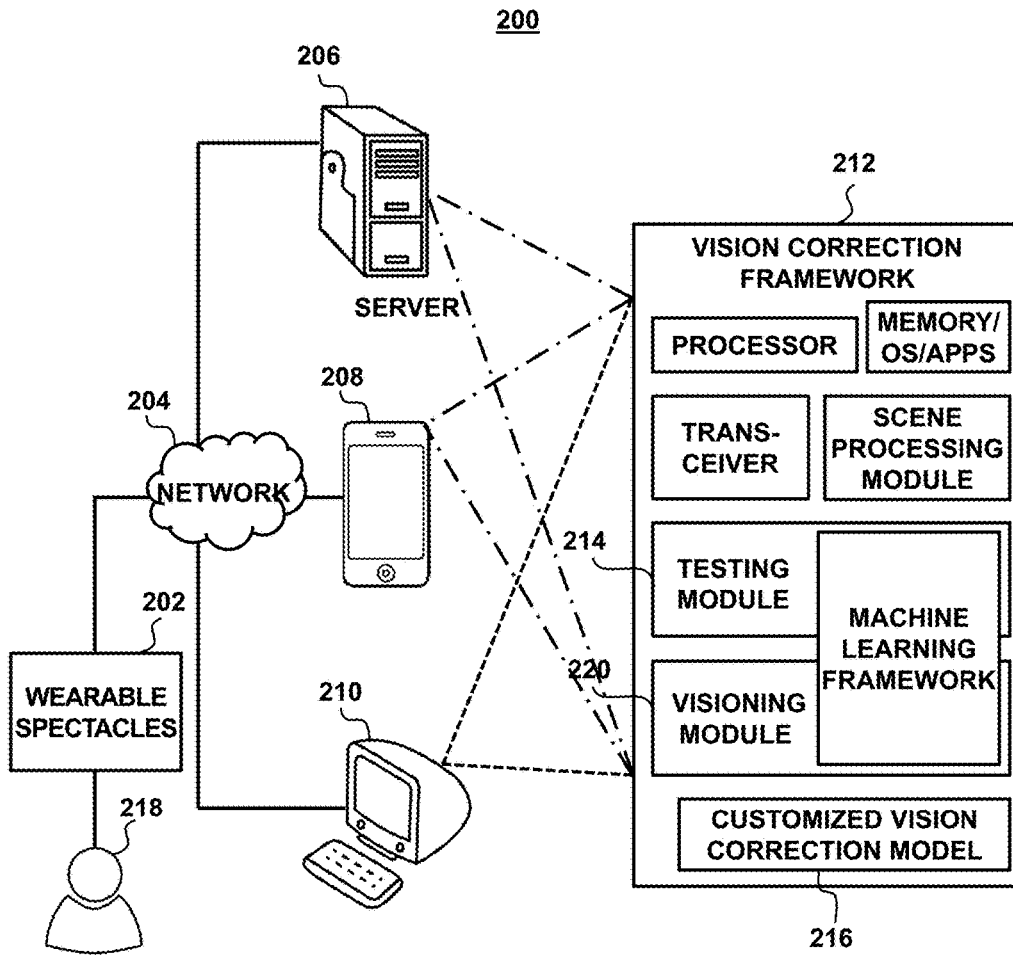 200
206
SERVER
212
VISION CORRECTION
FRAMEWORK
PROCESSOR
MEMORY/
OS/APPS
TRANS-
CEIVER
SCENE
PROCESSING
MODULE
204
NETWORK
208
214
TESTING
MODULE
MACHINE
LEARNING
FRAMEWORK
220
VISIONING
MODULE
202
WEARABLE
SPECTACLES
210
218
CUSTOMIZED VISION
CORRECTION MODEL
216